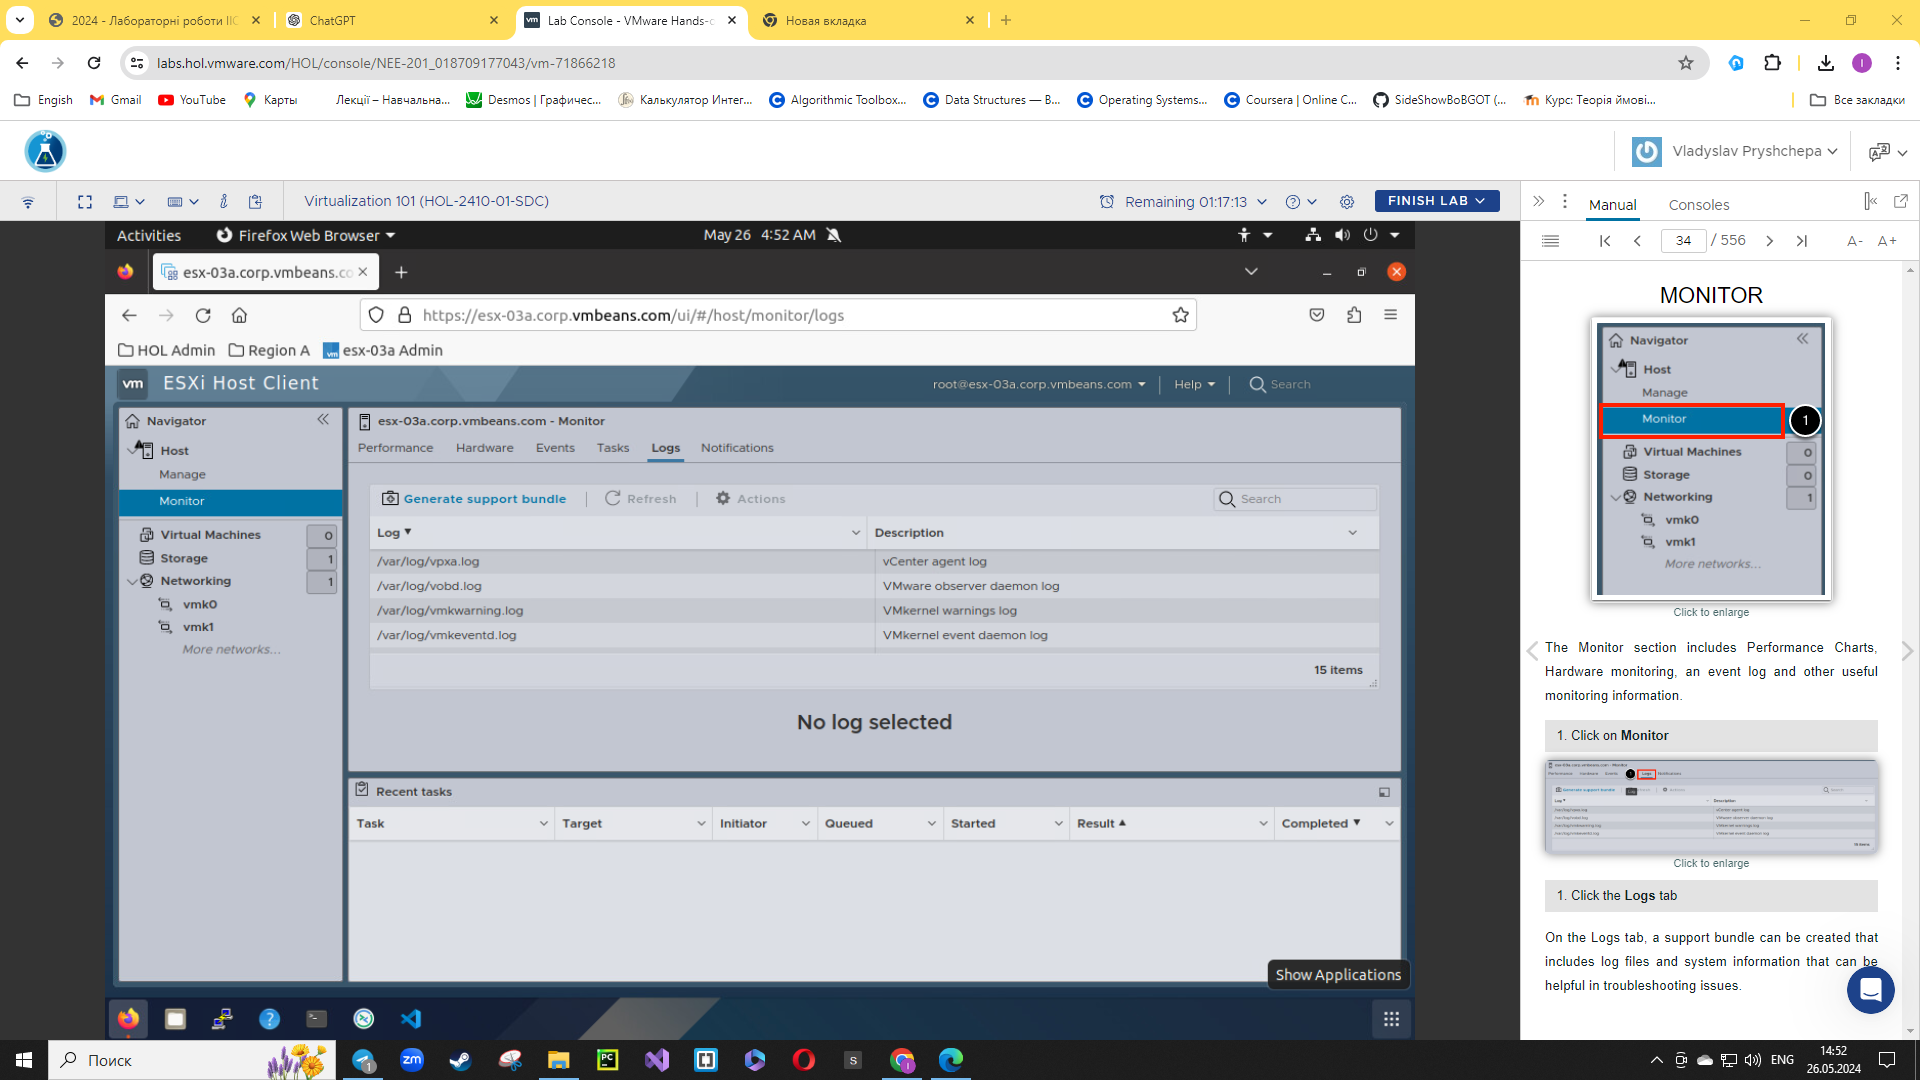 2024 - Лабораторні роботи ІІС
ChatGPT
Lab Console - VMware Hands-o
Новая вкладка
labs.hol.vmware.com/HOL/console/NEE-201_018709177043/vm-71866218
Engish
Gmail
YouTube
Карты
Лекції – Навчальна...
Desmos | Графичес...
Калькулятор Интег...
Algorithmic Toolbox...
Data Structures — B...
Operating Systems...
Coursera | Online C...
SideShowBoBGOT (...
Курс: Теорія ймові...
Все закладки
Vladyslav Pryshchepa
Virtualization 101 (HOL-2410-01-SDC)
Remaining 01:17:13
FINISH LAB
Manual
Consoles
34 / 556
A-
A+
Activities
Firefox Web Browser
May 26 4:52 AM
esx-03a.corp.vmbeans.co
https://esx-03a.corp.vmbeans.com/ui/#/host/monitor/logs
HOL Admin
Region A
esx-03a Admin
vm ESXi Host Client
root@esx-03a.corp.vmbeans.com
Help
Search
Navigator
Host
Manage
Monitor
Virtual Machines 0
Storage 1
Networking 1
vmk0
vmk1
More networks...
esx-03a.corp.vmbeans.com - Monitor
Performance
Hardware
Events
Tasks
Logs
Notifications
Generate support bundle
Refresh
Actions
Search
Log
Description
/var/log/vpxa.log
vCenter agent log
/var/log/vobd.log
VMware observer daemon log
/var/log/vmkwarning.log
VMkernel warnings log
/var/log/vmkeventd.log
VMkernel event daemon log
15 items
No log selected
Recent tasks
Task
Target
Initiator
Queued
Started
Result
Completed
Show Applications
MONITOR
Navigator
Host
Manage
Monitor
1
Virtual Machines 0
Storage 0
Networking 1
vmk0
vmk1
More networks...
Click to enlarge
The Monitor section includes Performance Charts,
Hardware monitoring, an event log and other useful
monitoring information.
1. Click on Monitor
Click to enlarge
1. Click the Logs tab
On the Logs tab, a support bundle can be created that
includes log files and system information that can be
helpful in troubleshooting issues.
Поиск
ENG
14:52
26.05.2024